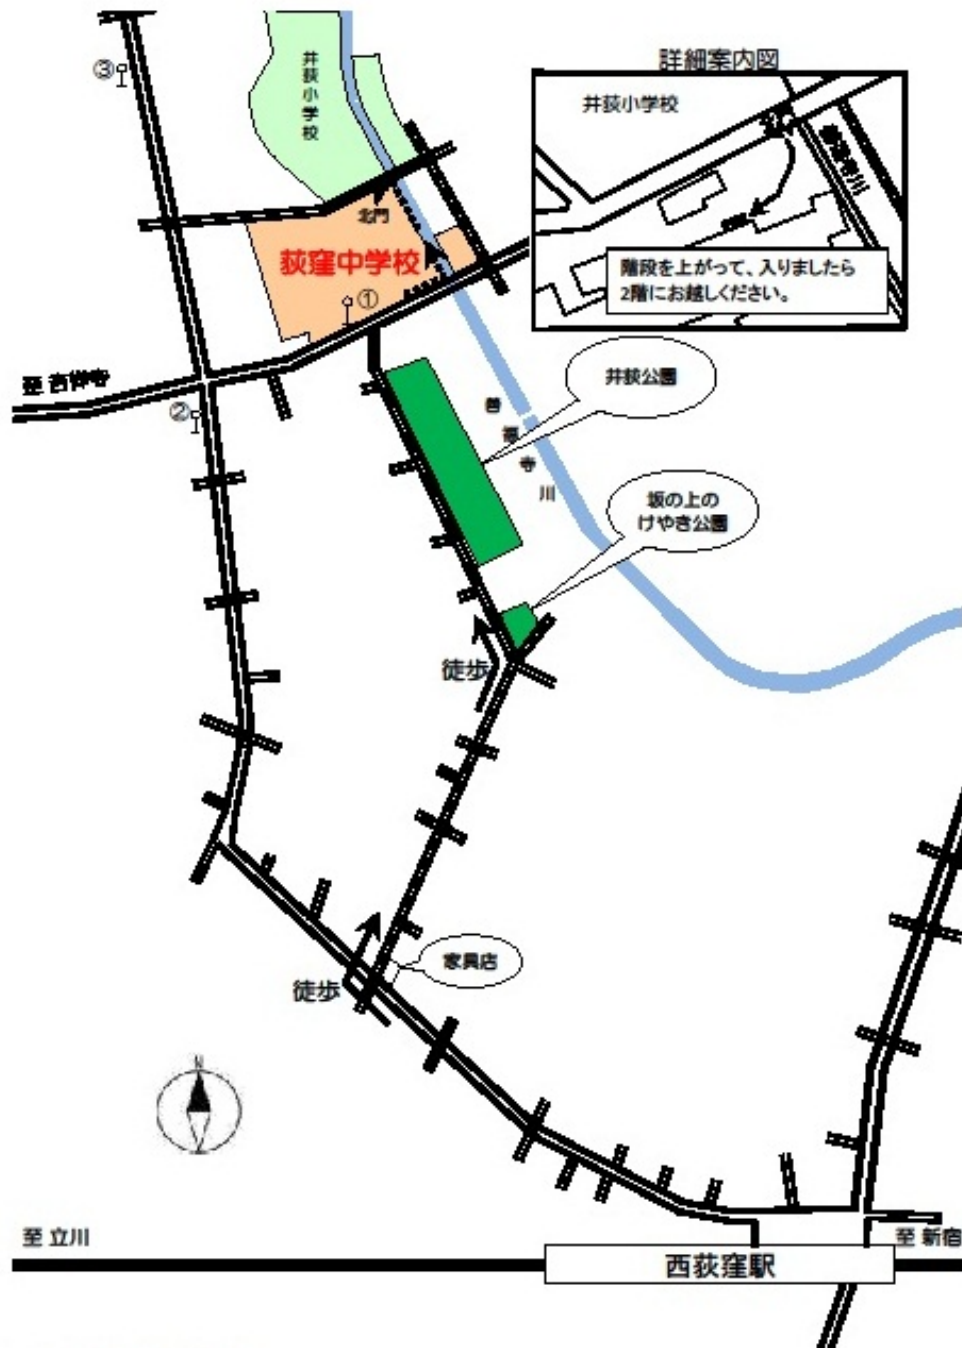 詳細案内図
③
井荻小学校
井荻小学校
善福寺川
北門
荻窪中学校
①
階段を上がって、入りましたら
2階にお越しください。
至 吉祥寺
②
井荻公園
善福寺川
坂の上の
けやき公園
徒歩
家具店
徒歩
N
至 立川
至 新宿
西荻窪駅